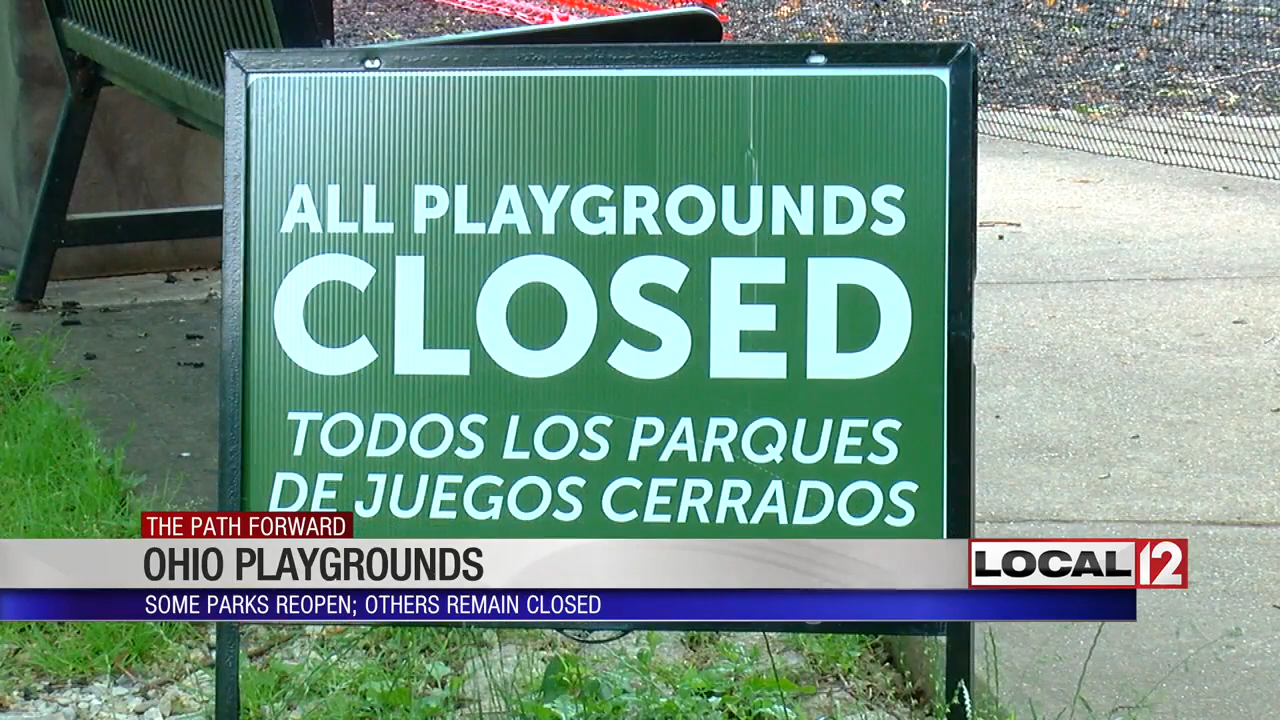 ALL PLAYGROUNDS
CLOSED
TODOS LOS PARQUES
DE JUEGOS CERRADOS
THE PATH FORWARD
OHIO PLAYGROUNDS
LOCAL 12
SOME PARKS REOPEN; OTHERS REMAIN CLOSED